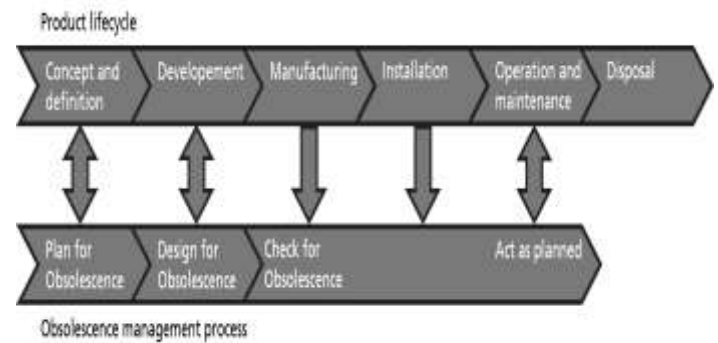 Product lifecycle
Concept and
definition
Developement
Manufacturing
Installation
Operation and
maintenance
Disposal
Plan for
Obsolescence
Design for
Obsolescence
Check for
Obsolescence
Act as planned
Obsolescence management process